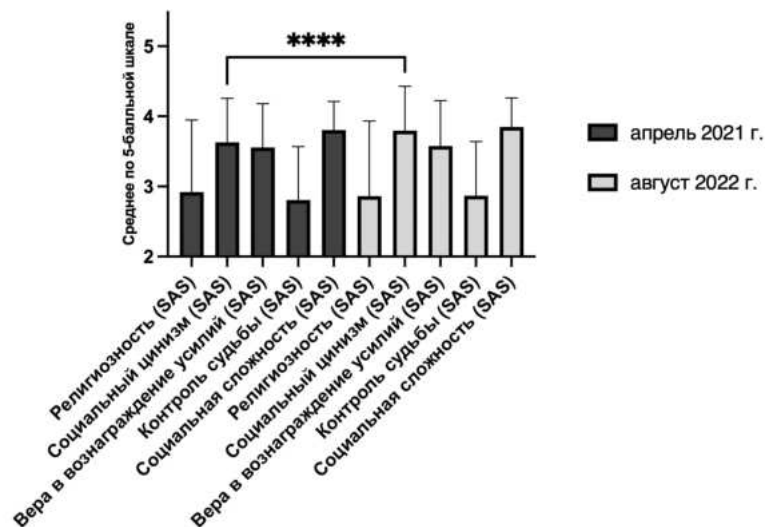 Среднее по 5-балльной шкале
5
4
3
2
****
апрель 2021 г.
август 2022 г.
Религиозность (SAS)
Социальный цинизм (SAS)
Вера в вознаграждение усилий (SAS)
Контроль судьбы (SAS)
Социальная сложность (SAS)
Религиозность (SAS)
Социальный цинизм (SAS)
Вера в вознаграждение усилий (SAS)
Контроль судьбы (SAS)
Социальная сложность (SAS)